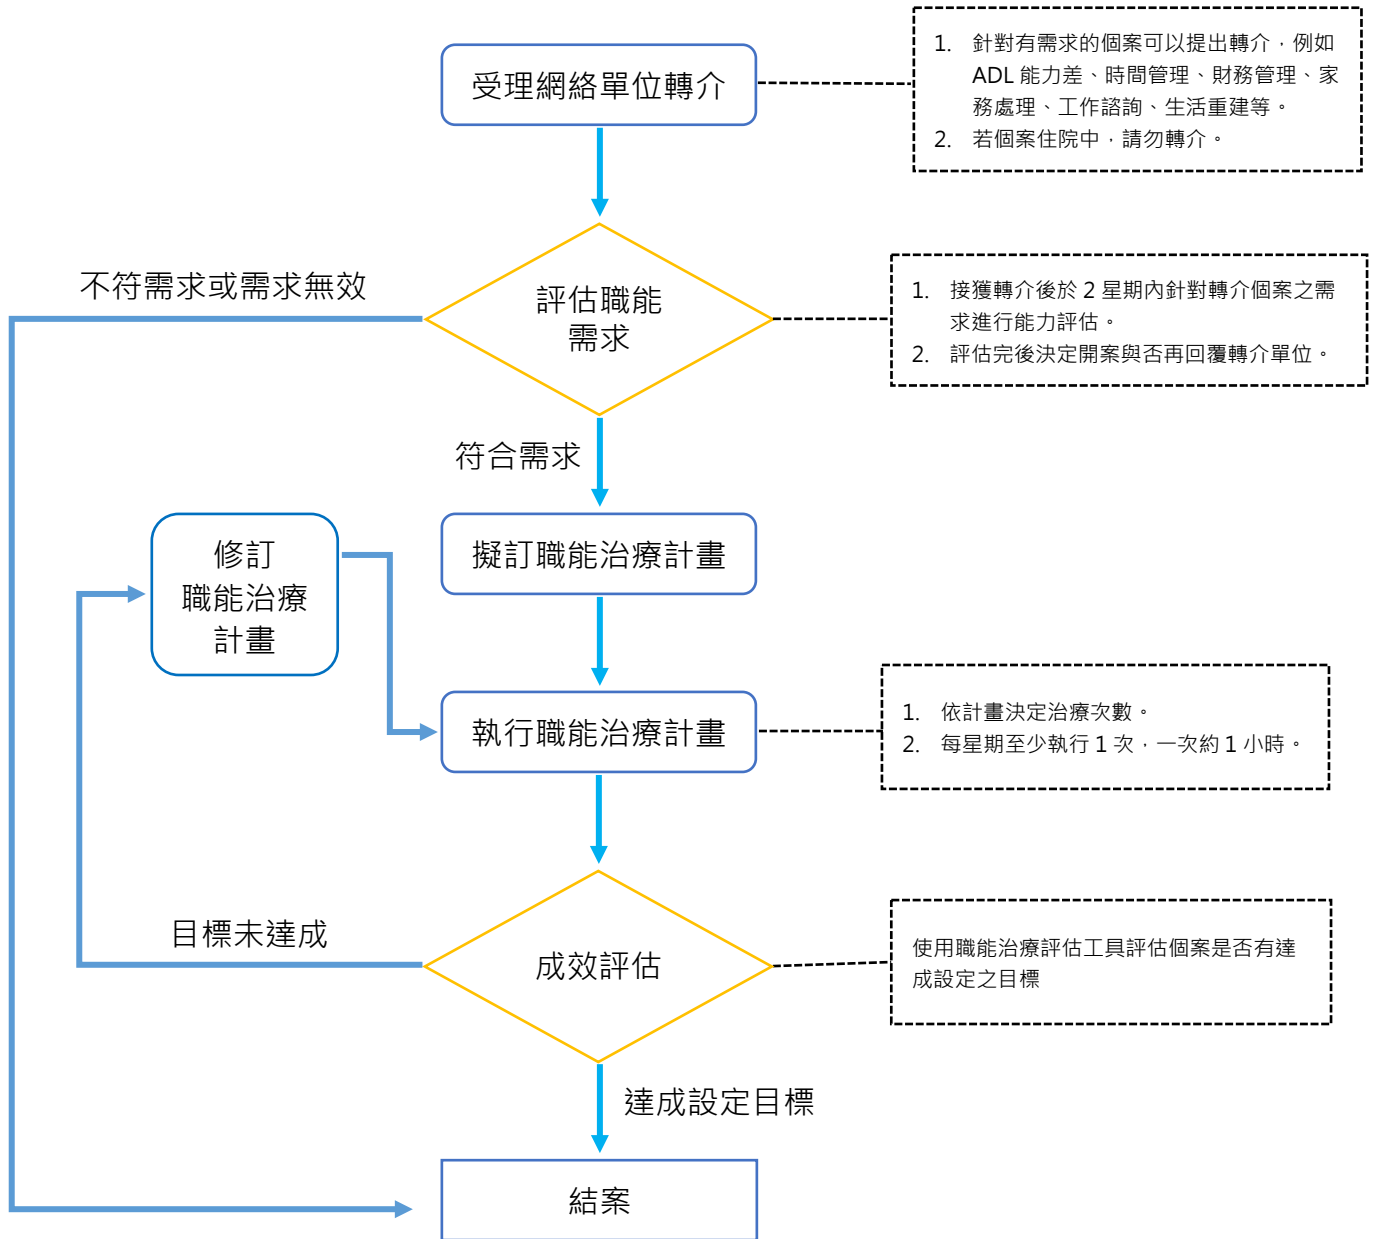 受理網絡單位轉介
1. 針對有需求的個案可以提出轉介，例如
ADL 能力差、時間管理、財務管理、家
務處理、工作諮詢、生活重建等。
2. 若個案住院中，請勿轉介。
不符需求或需求無效
評估職能
需求
1. 接獲轉介後於 2 星期內針對轉介個案之需
求進行能力評估。
2. 評估完後決定開案與否再回覆轉介單位。
符合需求
修訂
職能治療
計畫
擬訂職能治療計畫
執行職能治療計畫
1. 依計畫決定治療次數。
2. 每星期至少執行 1 次，一次約 1 小時。
目標未達成
成效評估
使用職能治療評估工具評估個案是否有達
成設定之目標
達成設定目標
結案